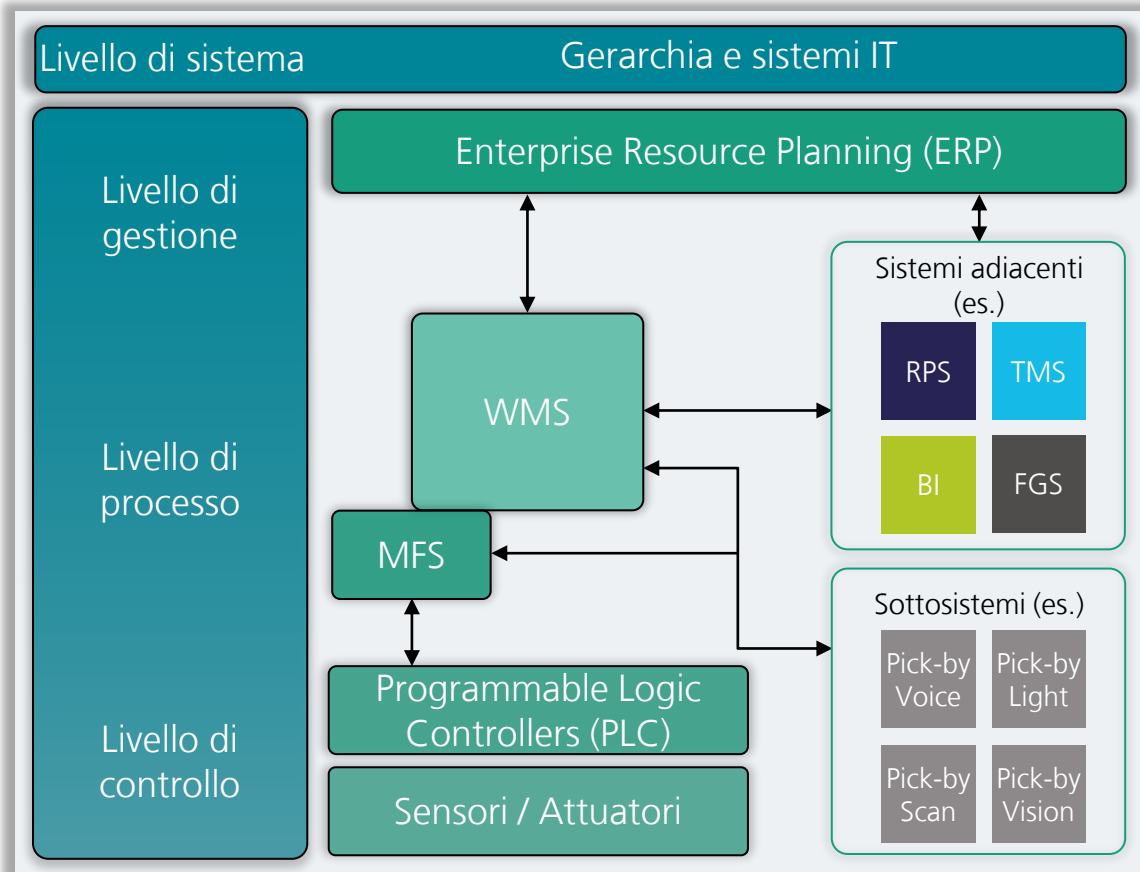 Livello di sistema
Gerarchia e sistemi IT
Livello di
gestione
Livello di
processo
Livello di
controllo
Enterprise Resource Planning (ERP)
WMS
MFS
Programmable Logic
Controllers (PLC)
Sensori / Attuatori
Sistemi adiacenti
(es.)
RPS
TMS
BI
FGS
Sottosistemi (es.)
Pick-by
Voice
Pick-by
Light
Pick-by
Scan
Pick-by
Vision